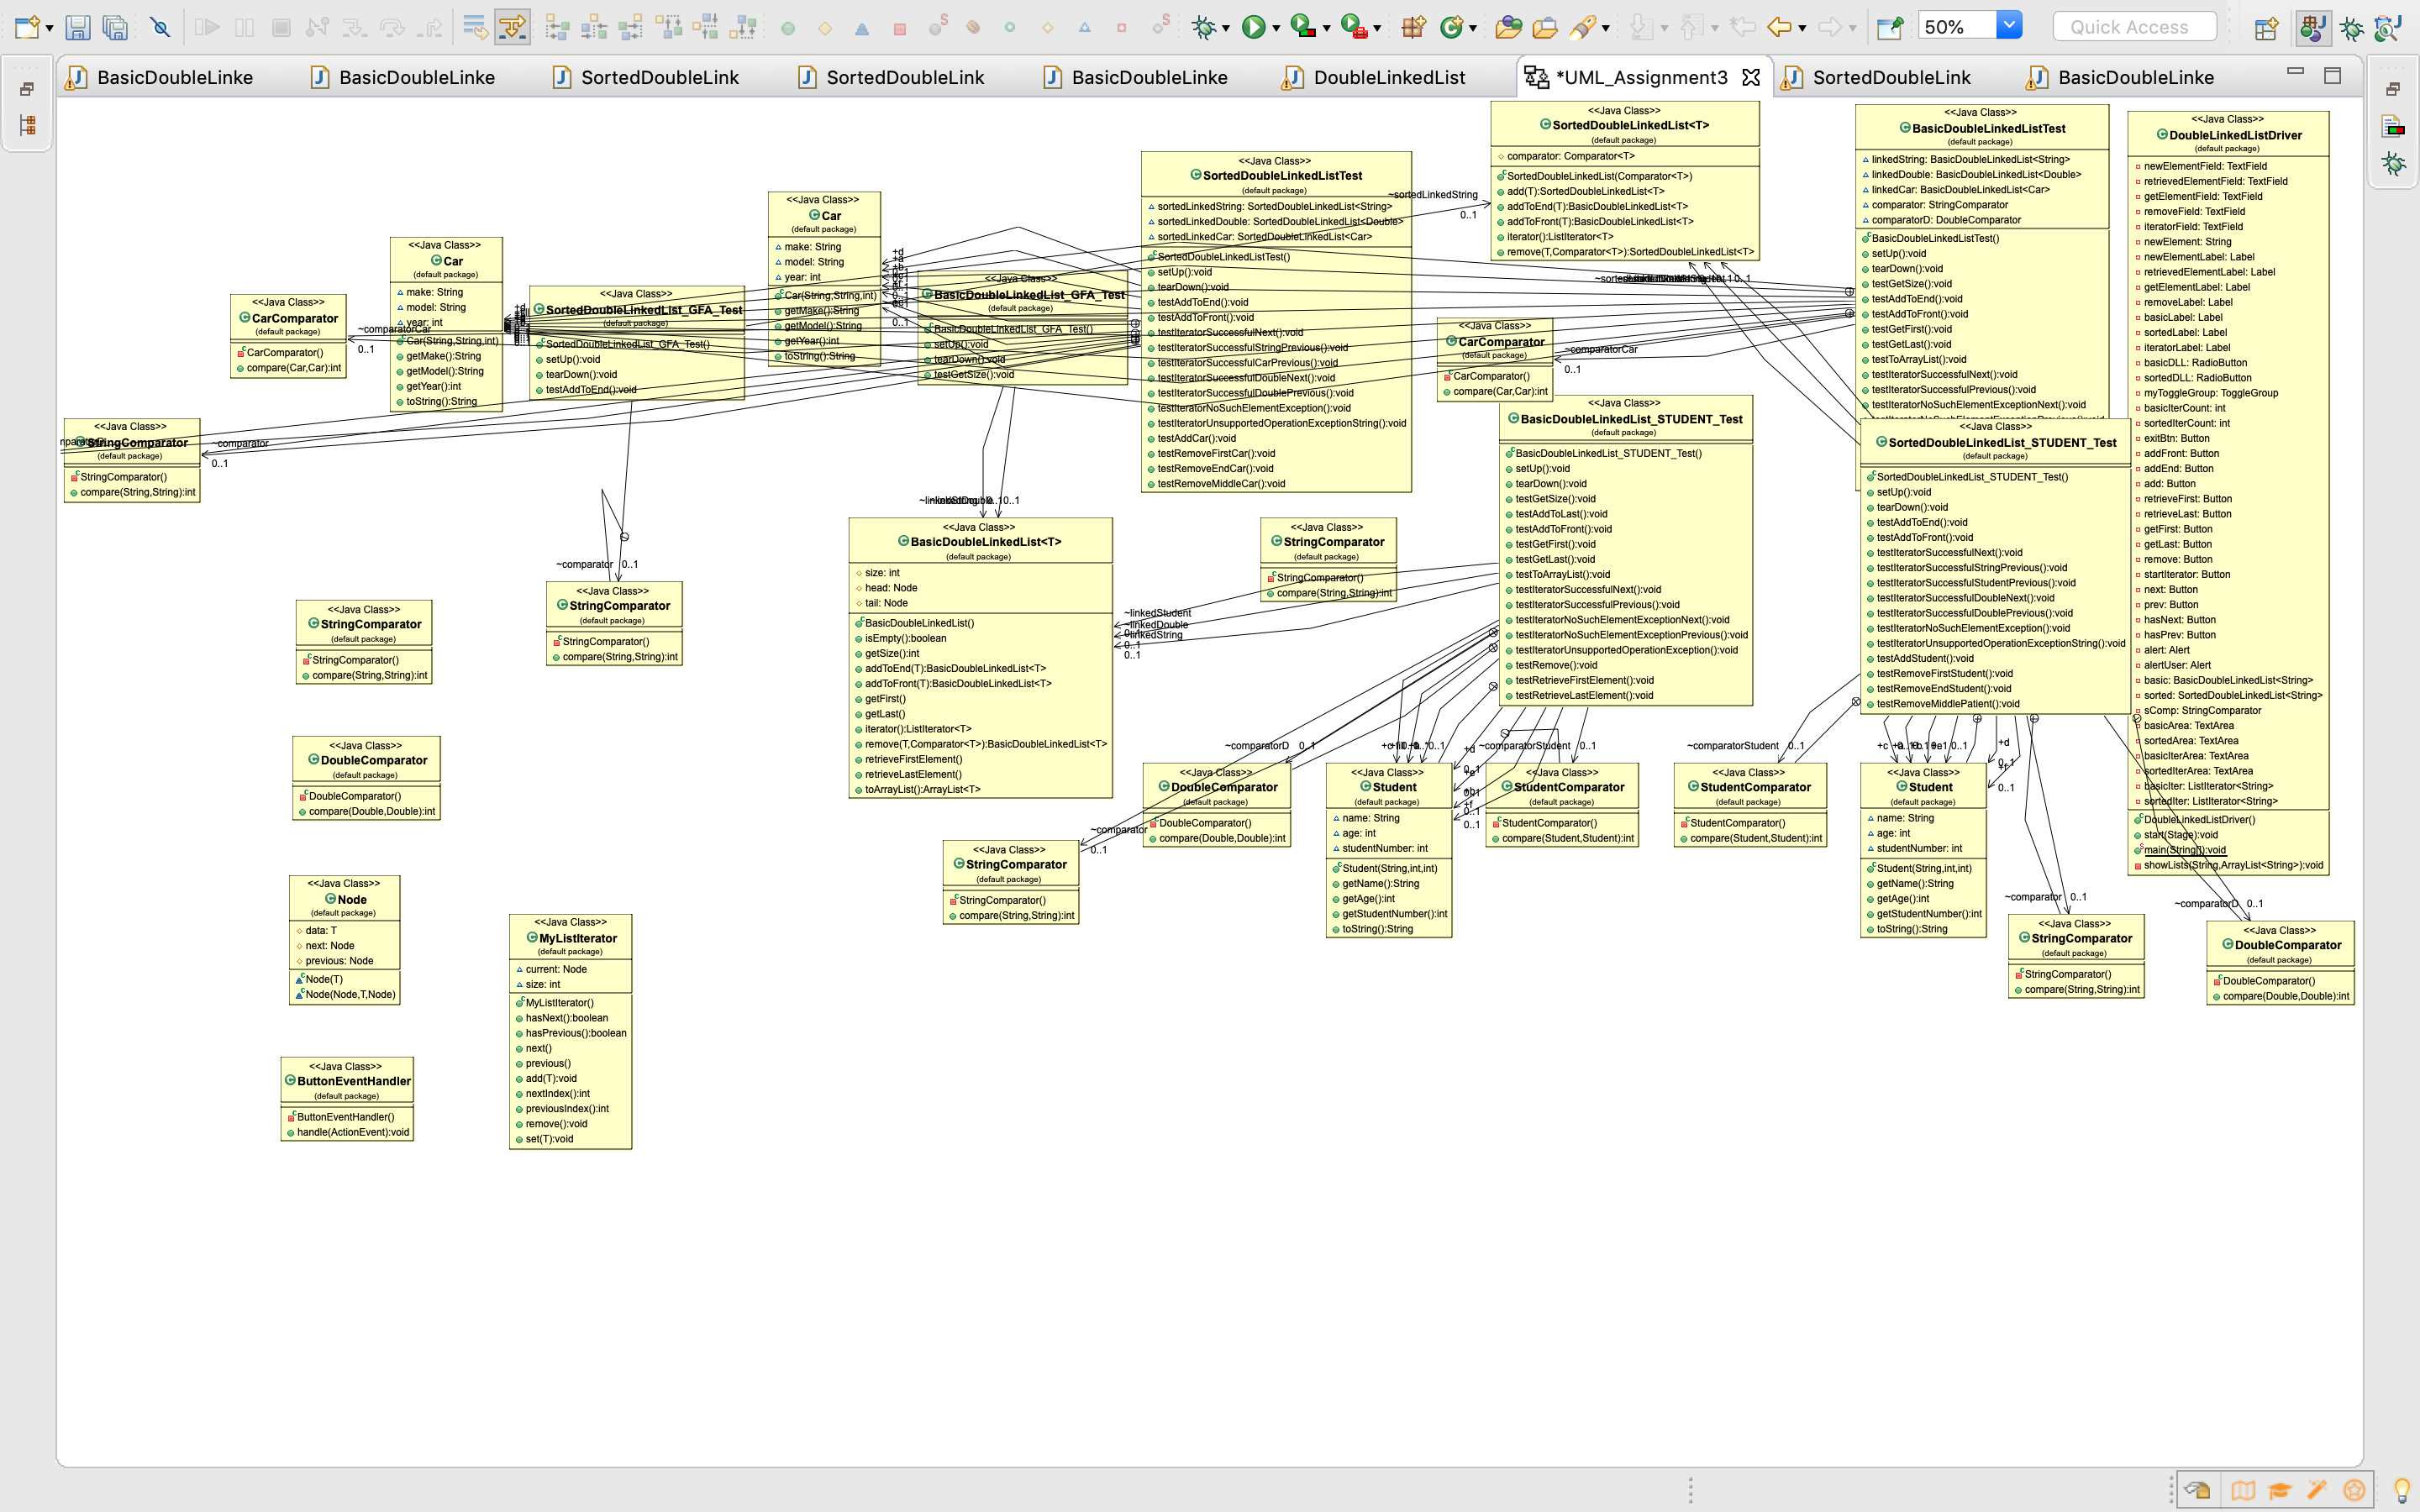 50%
Quick Access
BasicDoubleLinke
BasicDoubleLinke
SortedDoubleLink
SortedDoubleLink
BasicDoubleLinke
DoubleLinkedList
*UML_Assignment3
SortedDoubleLink
BasicDoubleLinke
<<Java Class>>
CarComparator
(default package)
CarComparator()
compare(Car,Car):int
<<Java Class>>
Car
(default package)
make: String
model: String
year: int
Car(String,String,int)
getMake():String
getModel():String
getYear():int
toString():String
~comparatorCar
0..1
<<Java Class>>
SortedDoubleLinkedList_GFA_Test
(default package)
SortedDoubleLinkedList_GFA_Test()
setUp():void
tearDown():void
testAddToEnd():void
<<Java Class>>
Car
(default package)
make: String
model: String
year: int
Car(String,String,int)
getMake():String
getModel():String
getYear():int
toString():String
+d
0..1
<<Java Class>>
BasicDoubleLinkedList_GFA_Test
(default package)
BasicDoubleLinkedList_GFA_Test()
setUp():void
tearDown():void
testGetSize():void
<<Java Class>>
SortedDoubleLinkedListTest
(default package)
sortedLinkedString: SortedDoubleLinkedList<String>
sortedLinkedDouble: SortedDoubleLinkedList<Double>
sortedLinkedCar: SortedDoubleLinkedList<Car>
SortedDoubleLinkedListTest()
setUp():void
tearDown():void
testAddToEnd():void
testAddToFront():void
testIteratorSuccessfulNext():void
testIteratorSuccessfulStringPrevious():void
testIteratorSuccessfulCarPrevious():void
testIteratorSuccessfulDoubleNext():void
testIteratorSuccessfulDoublePrevious():void
testIteratorNoSuchElementException():void
testIteratorUnsupportedOperationExceptionString():void
testAddCar():void
testRemoveFirstCar():void
testRemoveEndCar():void
testRemoveMiddleCar():void
~sortedLinkedString
0..1
<<Java Class>>
SortedDoubleLinkedList<T>
(default package)
comparator: Comparator<T>
SortedDoubleLinkedList(Comparator<T>)
add(T):SortedDoubleLinkedList<T>
addToEnd(T):BasicDoubleLinkedList<T>
addToFront(T):BasicDoubleLinkedList<T>
iterator():ListIterator<T>
remove(T,Comparator<T>):SortedDoubleLinkedList<T>
<<Java Class>>
CarComparator
(default package)
CarComparator()
compare(Car,Car):int
~comparatorCar
0..1
<<Java Class>>
BasicDoubleLinkedListTest
(default package)
linkedString: BasicDoubleLinkedList<String>
linkedDouble: BasicDoubleLinkedList<Double>
linkedCar: BasicDoubleLinkedList<Car>
comparator: StringComparator
comparatorD: DoubleComparator
BasicDoubleLinkedListTest()
setUp():void
tearDown():void
testGetSize():void
testAddToEnd():void
testAddToFront():void
testGetFirst():void
testGetLast():void
testToArrayList():void
testIteratorSuccessfulNext():void
testIteratorSuccessfulPrevious():void
testIteratorNoSuchElementExceptionNext():void
<<Java Class>>
DoubleLinkedListDriver
(default package)
newElementField: TextField
retrievedElementField: TextField
getElementField: TextField
removeField: TextField
iteratorField: TextField
newElement: String
newElementLabel: Label
retrievedElementLabel: Label
getElementLabel: Label
removeLabel: Label
basicLabel: Label
sortedLabel: Label
iteratorLabel: Label
basicDLL: RadioButton
sortedDLL: RadioButton
myToggleGroup: ToggleGroup
basicIterCount: int
sortedIterCount: int
exitBtn: Button
addFront: Button
addEnd: Button
add: Button
retrieveFirst: Button
retrieveLast: Button
getFirst: Button
getLast: Button
remove: Button
startIterator: Button
next: Button
prev: Button
hasNext: Button
hasPrev: Button
alert: Alert
alertUser: Alert
basic: BasicDoubleLinkedList<String>
sorted: SortedDoubleLinkedList<String>
sComp: StringComparator
basicArea: TextArea
sortedArea: TextArea
basicIterArea: TextArea
sortedIterArea: TextArea
basicIter: ListIterator<String>
sortedIter: ListIterator<String>
DoubleLinkedListDriver()
start(Stage):void
main(String[]):void
showLists(String,ArrayList<String>):void
<<Java Class>>
StringComparator
(default package)
StringComparator()
compare(String,String):int
~comparator
0..1
~comparator 0..1
<<Java Class>>
StringComparator
(default package)
StringComparator()
compare(String,String):int
<<Java Class>>
StringComparator
(default package)
StringComparator()
compare(String,String):int
<<Java Class>>
DoubleComparator
(default package)
DoubleComparator()
compare(Double,Double):int
<<Java Class>>
Node
(default package)
data: T
next: Node
previous: Node
Node(T)
Node(Node,T,Node)
<<Java Class>>
MyListIterator
(default package)
current: Node
size: int
MyListIterator()
hasNext():boolean
hasPrevious():boolean
next()
previous()
add(T):void
nextIndex():int
previousIndex():int
remove():void
set(T):void
<<Java Class>>
ButtonEventHandler
(default package)
ButtonEventHandler()
handle(ActionEvent):void
<<Java Class>>
BasicDoubleLinkedList<T>
(default package)
size: int
head: Node
tail: Node
BasicDoubleLinkedList()
isEmpty():boolean
getSize():int
addToEnd(T):BasicDoubleLinkedList<T>
addToFront(T):BasicDoubleLinkedList<T>
getFirst()
getLast()
iterator():ListIterator<T>
remove(T,Comparator<T>):BasicDoubleLinkedList<T>
retrieveFirstElement()
retrieveLastElement()
toArrayList():ArrayList<T>
~linkedStudent
~linkedDouble
~linkedString
0..1
<<Java Class>>
StringComparator
(default package)
StringComparator()
compare(String,String):int
<<Java Class>>
BasicDoubleLinkedList_STUDENT_Test
(default package)
BasicDoubleLinkedList_STUDENT_Test()
setUp():void
tearDown():void
testGetSize():void
testAddToLast():void
testAddToFront():void
testGetFirst():void
testGetLast():void
testToArrayList():void
testIteratorSuccessfulNext():void
testIteratorSuccessfulPrevious():void
testIteratorNoSuchElementExceptionNext():void
testIteratorNoSuchElementExceptionPrevious():void
testIteratorUnsupportedOperationException():void
testRemove():void
testRetrieveFirstElement():void
testRetrieveLastElement():void
<<Java Class>>
SortedDoubleLinkedList_STUDENT_Test
(default package)
SortedDoubleLinkedList_STUDENT_Test()
setUp():void
tearDown():void
testAddToEnd():void
testAddToFront():void
testIteratorSuccessfulNext():void
testIteratorSuccessfulStringPrevious():void
testIteratorSuccessfulStudentPrevious():void
testIteratorSuccessfulDoubleNext():void
testIteratorSuccessfulDoublePrevious():void
testIteratorNoSuchElementException():void
testIteratorUnsupportedOperationExceptionString():void
testAddStudent():void
testRemoveFirstStudent():void
testRemoveEndStudent():void
testRemoveMiddlePatient():void
~comparatorD 0..1
<<Java Class>>
DoubleComparator
(default package)
DoubleComparator()
compare(Double,Double):int
~comparator
0..1
<<Java Class>>
StringComparator
(default package)
StringComparator()
compare(String,String):int
<<Java Class>>
Student
(default package)
name: String
age: int
studentNumber: int
Student(String,int,int)
getName():String
getAge():int
getStudentNumber():int
toString():String
+d
+f
0..1
~comparatorStudent 0..1
<<Java Class>>
StudentComparator
(default package)
StudentComparator()
compare(Student,Student):int
~comparatorStudent 0..1
<<Java Class>>
StudentComparator
(default package)
StudentComparator()
compare(Student,Student):int
+c
0..1
+d
0..1
<<Java Class>>
Student
(default package)
name: String
age: int
studentNumber: int
Student(String,int,int)
getName():String
getAge():int
getStudentNumber():int
toString():String
~comparator 0..1
<<Java Class>>
StringComparator
(default package)
StringComparator()
compare(String,String):int
~comparatorD 0..1
<<Java Class>>
DoubleComparator
(default package)
DoubleComparator()
compare(Double,Double):int